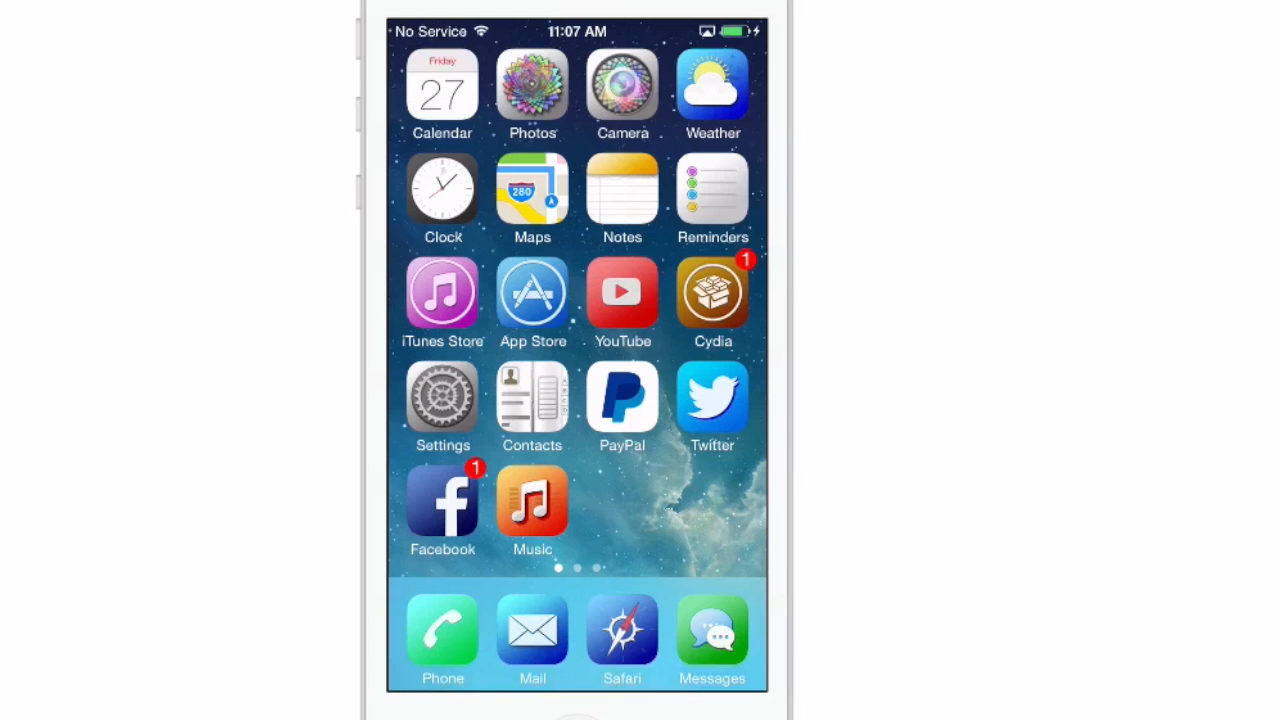 No Service 11:07 AM
Friday
27
Calendar Photos Camera Weather
280
Clock Maps Notes Reminders
1
iTunes Store App Store YouTube Cydia
Settings Contacts PayPal Twitter
1
Facebook Music
Phone Mail Safari Messages